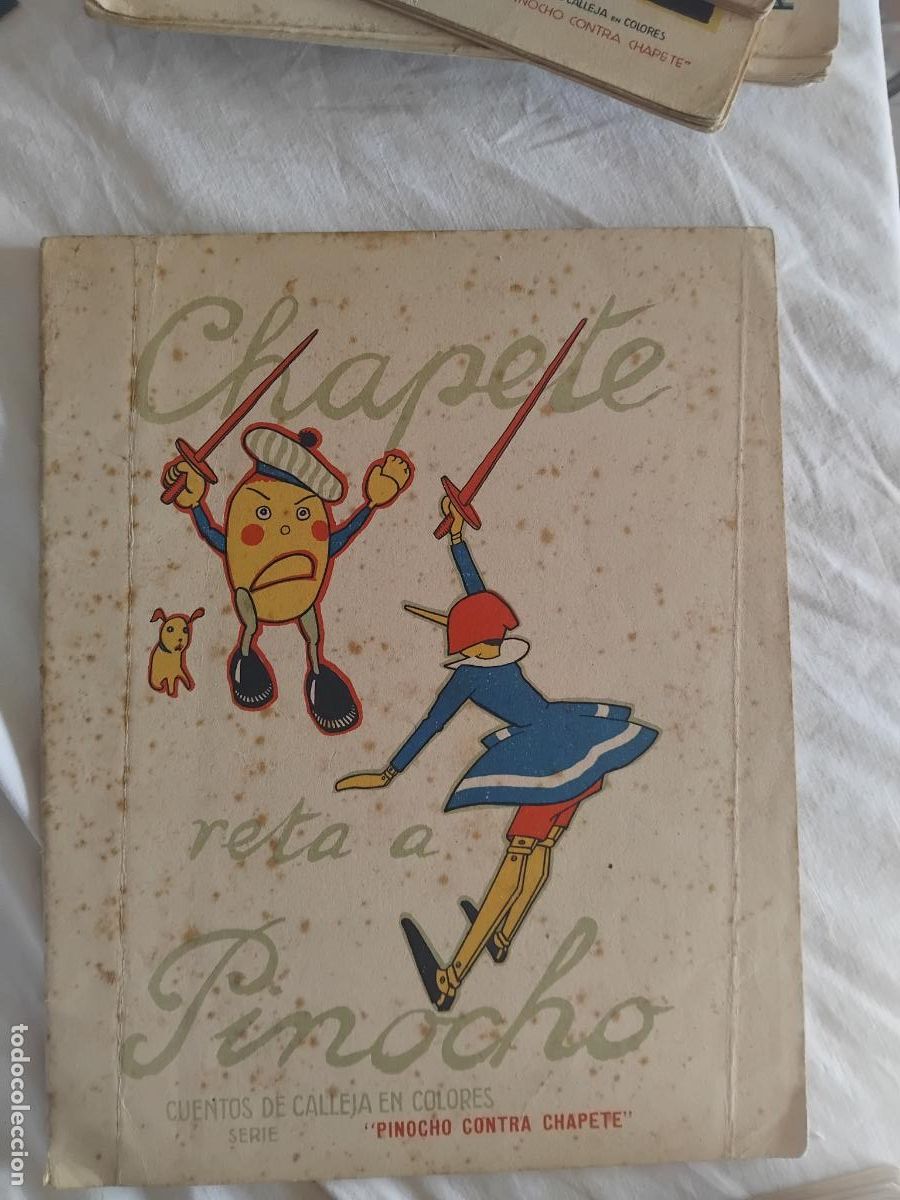 CALLEJA EN COLORES
PINOCHO CONTRA CHAPETE"
Chapete
reta a
Pinocho
CUENTOS DE CALLEJA EN COLORES
SERIE "PINOCHO CONTRA CHAPETE"
todocoleccion